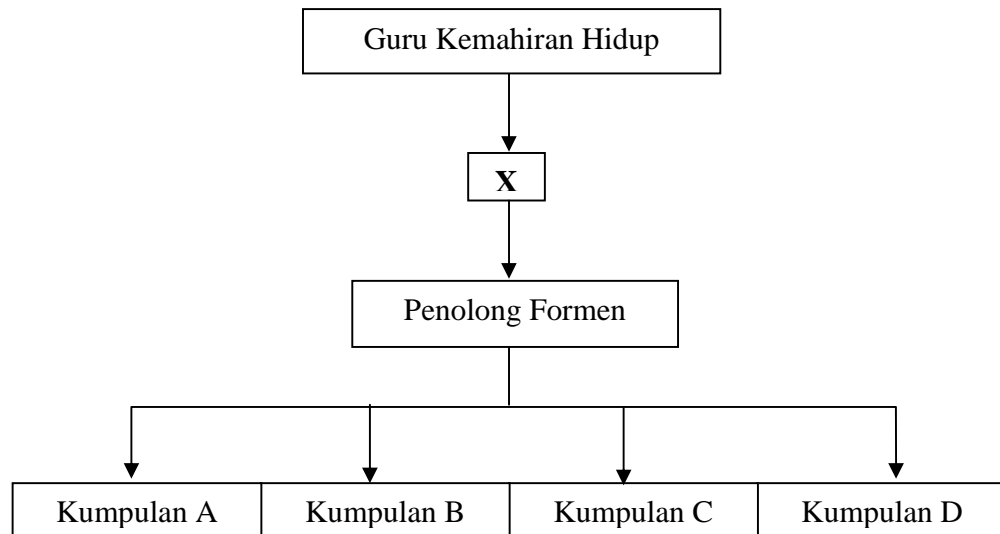 Guru Kemahiran Hidup
X
Penolong Formen
Kumpulan A Kumpulan B Kumpulan C Kumpulan D